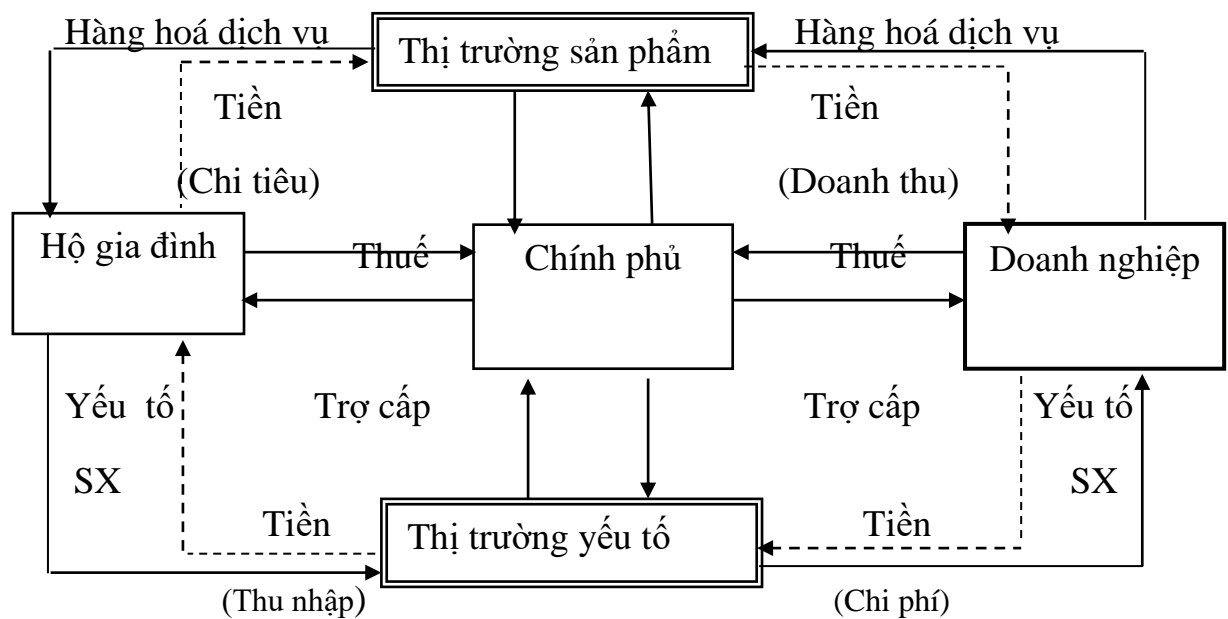 Hàng hoá dịch vụ
Thị trường sản phẩm
Hàng hoá dịch vụ
Tiền
Tiền
(Chi tiêu)
(Doanh thu)
Hộ gia đình
Thuế
Chính phủ
Thuế
Doanh nghiệp
Yếu tố
Trợ cấp
Trợ cấp
Yếu tố
SX
SX
Tiền
Thị trường yếu tố
Tiền
(Thu nhập)
(Chi phí)